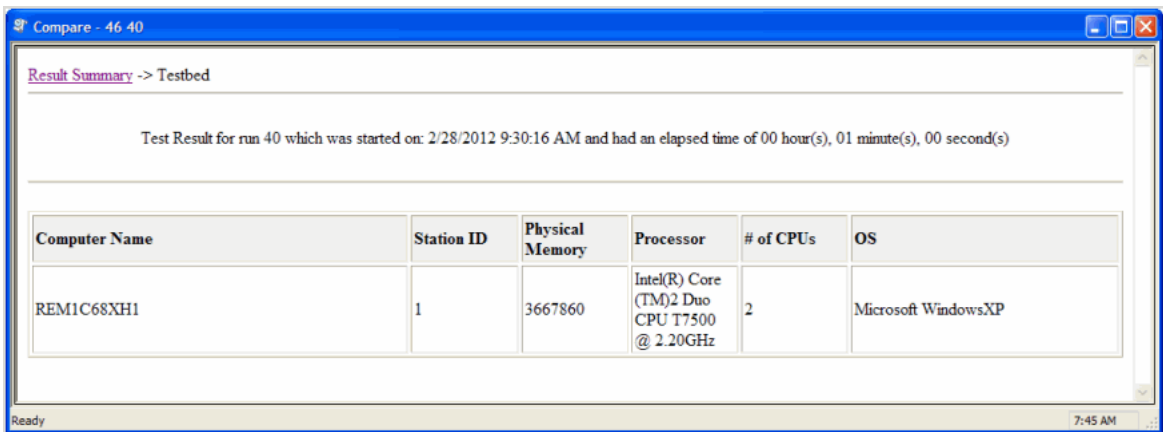 Compare - 46 40
Result Summary -> Testbed
Test Result for run 40 which was started on: 2/28/2012 9:30:16 AM and had an elapsed time of 00 hour(s), 01 minute(s), 00 second(s)
Computer Name Station ID Physical Memory Processor # of CPUs OS
REM1C68XH1 1 3667860 Intel(R) Core (TM)2 Duo CPU T7500 @ 2.20GHz 2 Microsoft WindowsXP
Ready 7:45 AM